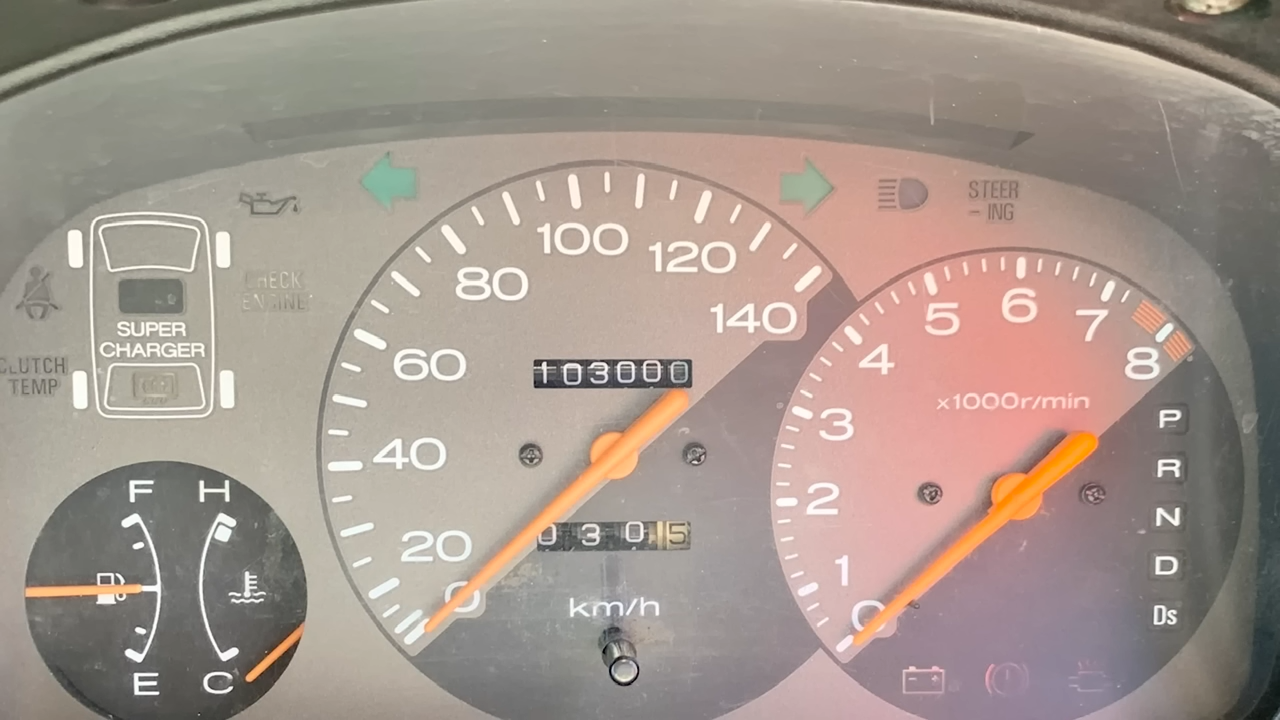 STEER
-ING
CHECK
ENGINE
SUPER
CHARGER
CLUTCH
TEMP
F
H
E
C
0
20
40
60
80
100
120
140
103000
030 5
km/h
0
1
2
3
4
5
6
7
8
x1000r/min
P
R
N
D
Ds